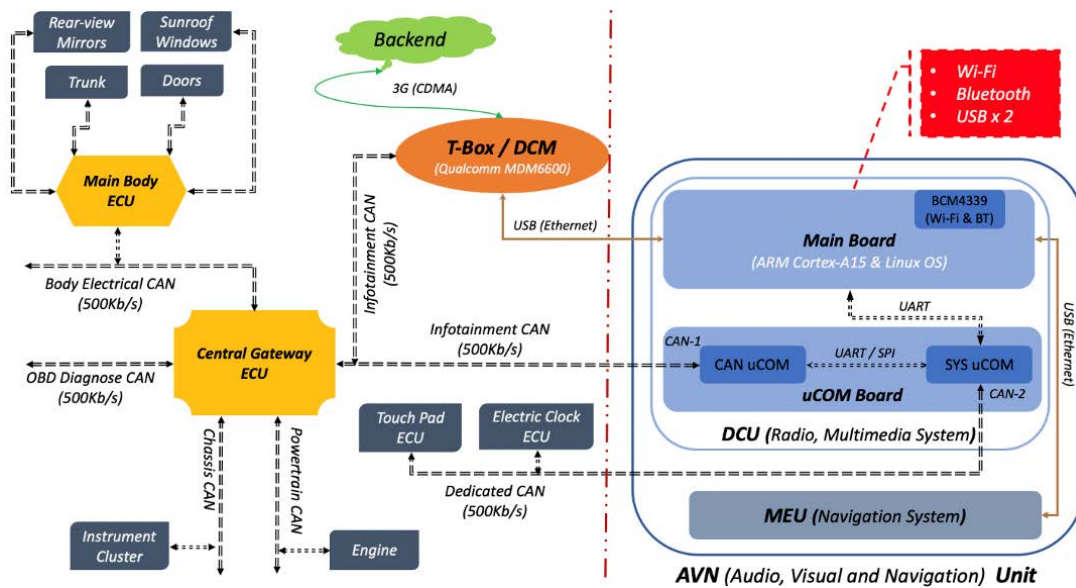 Rear-view
Mirrors
Sunroof
Windows
Trunk
Doors
Main Body
ECU
Body Electrical CAN
(500Kb/s)
OBD Diagnose CAN
(500Kb/s)
Central Gateway
ECU
Chassis CAN
Powertrain CAN
Instrument
Cluster
Engine
Backend
3G (CDMA)
T-Box / DCM
(Qualcomm MDM6600)
Infotainment CAN
(500Kb/s)
USB (Ethernet)
Infotainment CAN
(500Kb/s)
Touch Pad
ECU
Electric Clock
ECU
Dedicated CAN
(500Kb/s)
• Wi-Fi
• Bluetooth
• USB x 2
BCM4339
(Wi-Fi & BT)
Main Board
(ARM Cortex-A15 & Linux OS)
UART
CAN-1
CAN uCOM
UART / SPI
SYS uCOM
uCOM Board
CAN-2
DCU (Radio, Multimedia System)
USB (Ethernet)
MEU (Navigation System)
AVN (Audio, Visual and Navigation) Unit